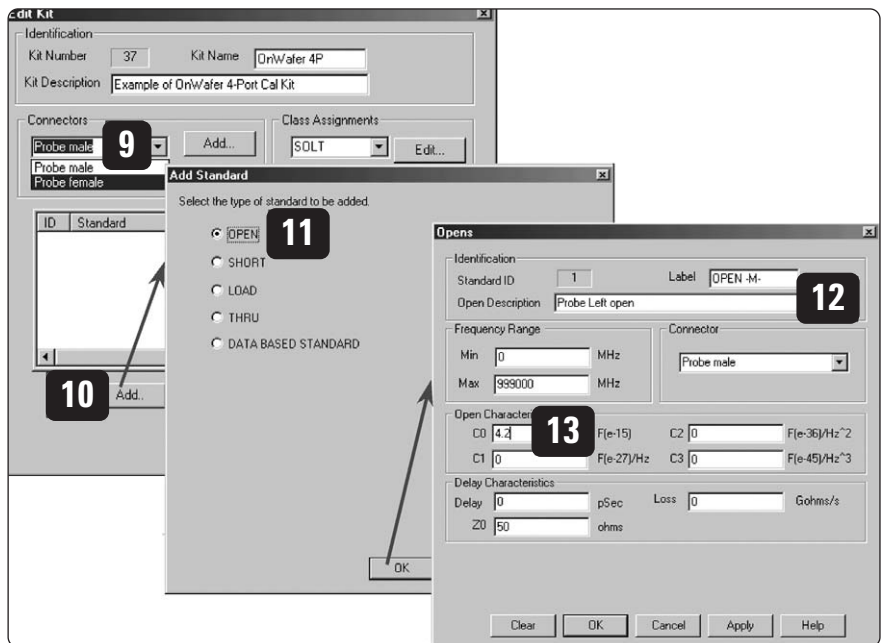 Edit Kit
Identification
Kit Number 37 Kit Name OnWafer 4P
Kit Description Example of OnWafer 4-Port Cal Kit
Connectors
Probe male 9 Add...
Probe male
Probe female
Class Assignments
SOLT Edit...
ID Standard
10 Add..
Add Standard
Select the type of standard to be added.
OPEN 11
SHORT
LOAD
THRU
DATA BASED STANDARD
OK
Opens
Identification
Standard ID 1 Label OPEN -M-
Open Description Probe Left open 12
Frequency Range
Min 0 MHz
Max 999000 MHz
Connector
Probe male
Open Characteri 13
C0 4.2 F(e-15) C2 0 F(e-36)/Hz^2
C1 0 F(e-27)/Hz C3 0 F(e-45)/Hz^3
Delay Characteristics
Delay 0 pSec Loss 0 Gohms/s
Z0 50 ohms
Clear OK Cancel Apply Help